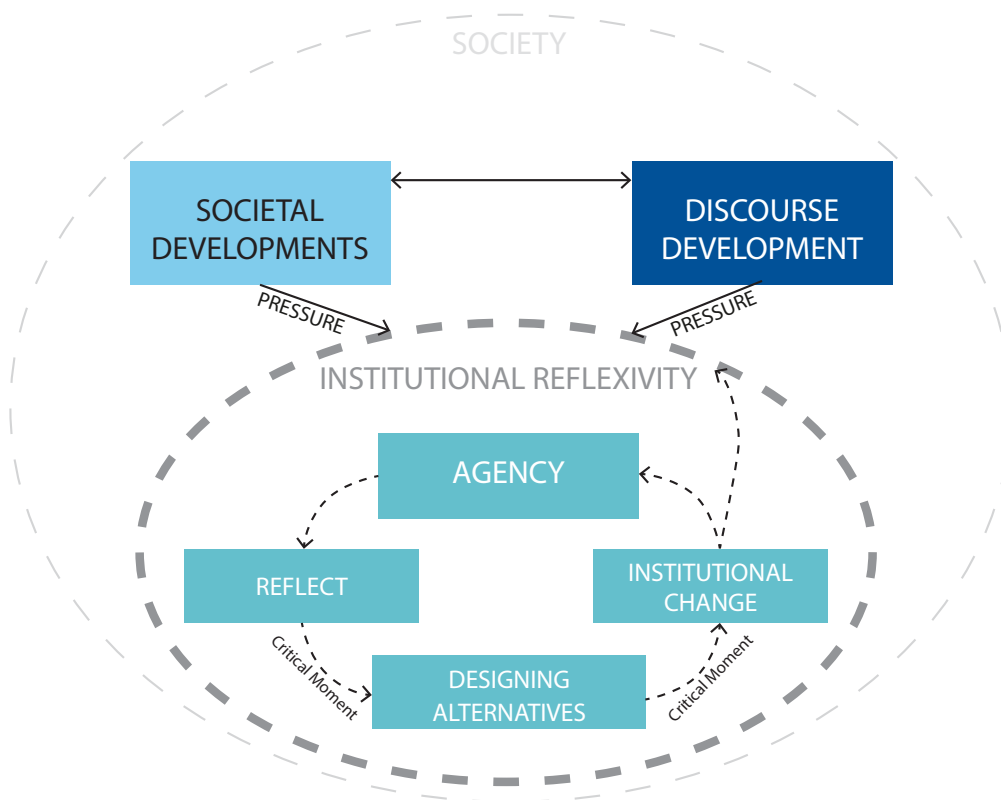 SOCIETY
SOCIETAL
DEVELOPMENTS
DISCOURSE
DEVELOPMENT
PRESSURE
PRESSURE
INSTITUTIONAL REFLEXIVITY
AGENCY
REFLECT
INSTITUTIONAL
CHANGE
Critical Moment
DESIGNING
ALTERNATIVES
Critical Moment